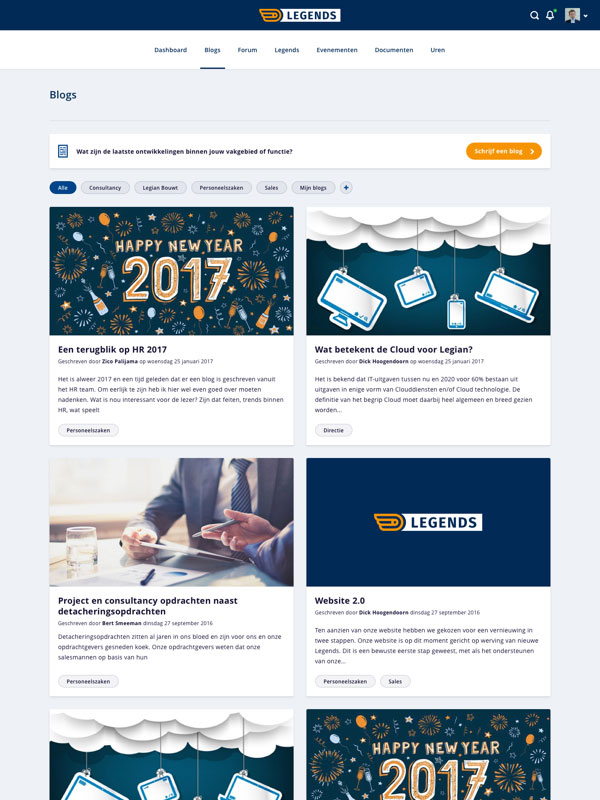 LEGENDS
Dashboard
Blogs
Forum
Legends
Evenementen
Documenten
Uren
Blogs
Wat zijn de laatste ontwikkelingen binnen jouw vakgebied of functie?
Schrijf een blog
Alle
Consultancy
Legian Bouwt
Personeelszaken
Sales
Mijn blogs
+
HAPPY NEW YEAR
2017
Een terugblik op HR 2017
Geschreven door Zico Palijama op woensdag 25 januari 2017
Het is alweer 2017 en een tijd geleden dat er een blog is geschreven vanuit
het HR team. Om eerlijk te zijn heb ik hier wel even goed over moeten
nadenken. Wat is nou interessant voor de lezer? Zijn dat feiten, trends binnen
HR, wat speelt
Personeelszaken
Wat betekent de Cloud voor Legian?
Geschreven door Dick Hoogendoorn op woensdag 25 januari 2017
Het is bekend dat IT-uitgaven tussen nu en 2020 voor 60% bestaan uit
uitgaven in enige vorm van Clouddiensten en/of Cloud technologie. De
definitie van het begrip Cloud moet daarbij heel algemeen en breed gezien
worden...
Directie
Project en consultancy opdrachten naast
detacheringsopdrachten
Geschreven door Bert Smeeman dinsdag 27 september 2016
Detacheringsopdrachten zitten al jaren in ons bloed en zijn voor ons en onze
opdrachtgevers gesneden koek. Onze opdrachtgevers weten dat onze
salesmannen op basis van hun
Personeelszaken
LEGENDS
Website 2.0
Geschreven door Dick Hoogendoorn dinsdag 27 september 2016
Ten aanzien van onze website hebben we gekozen voor een vernieuwing in
twee stappen. Onze website is op dit moment gericht op werving van nieuwe
Legends. Dit is een bewuste eerste stap geweest, met als het ondersteunen
van onze...
Personeelszaken
Sales
HAPPY NEW YEAR
2017